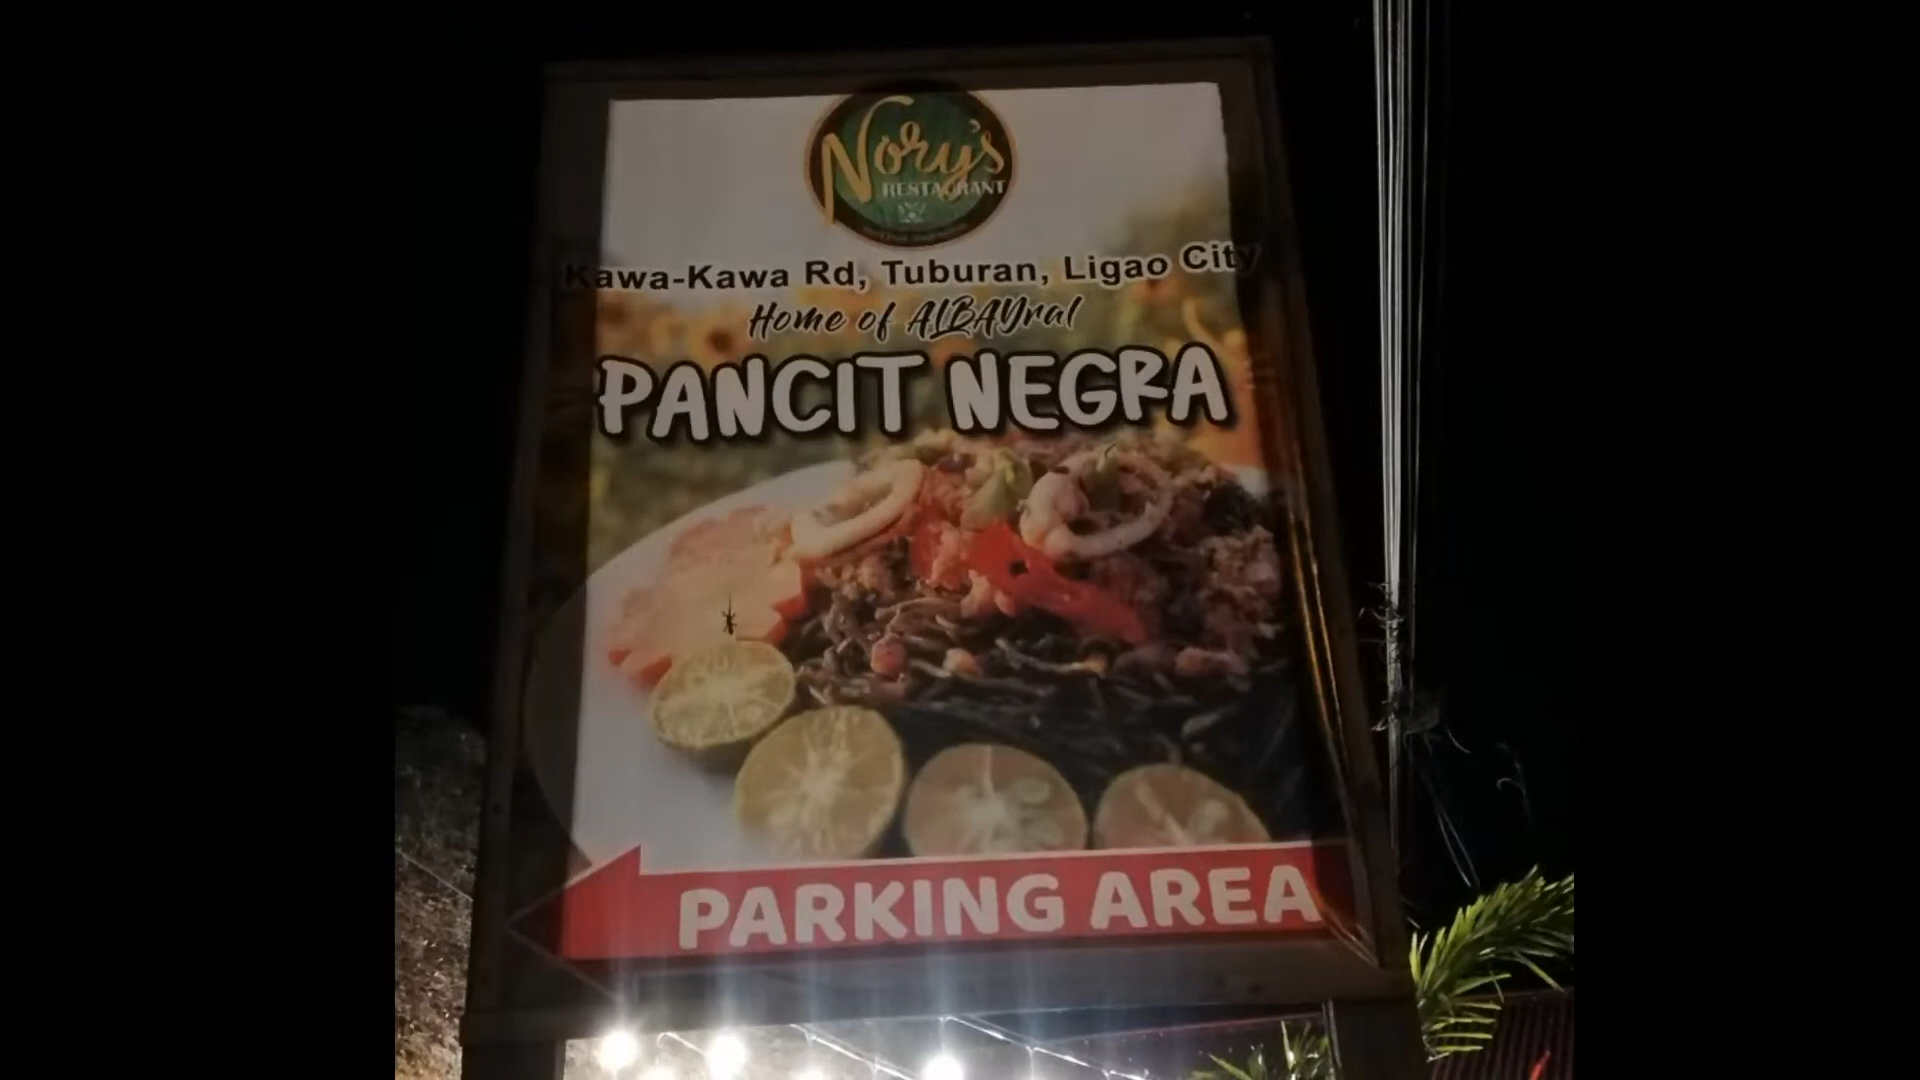 Nory's
RESTAURANT
Kawa-Kawa Rd, Tuburan, Ligao City
Home of ALBAYral
PANCIT NEGRA
PARKING AREA